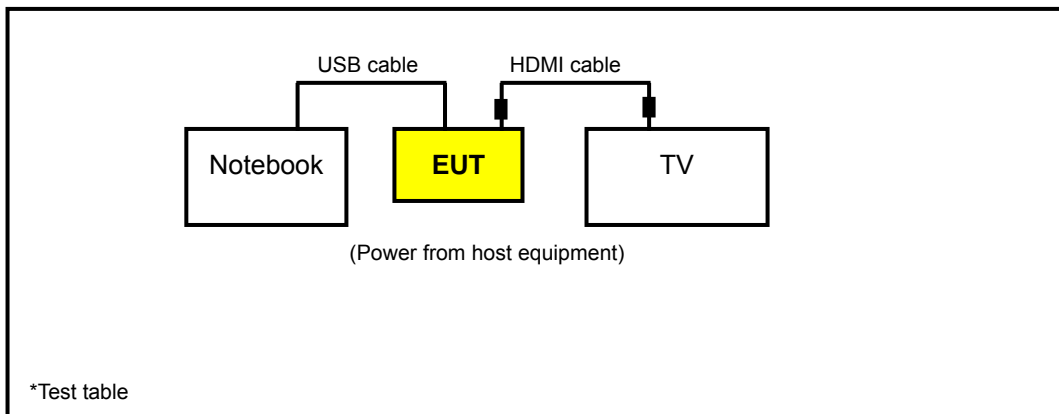 USB cable
HDMI cable
Notebook
EUT
TV
(Power from host equipment)
*Test table